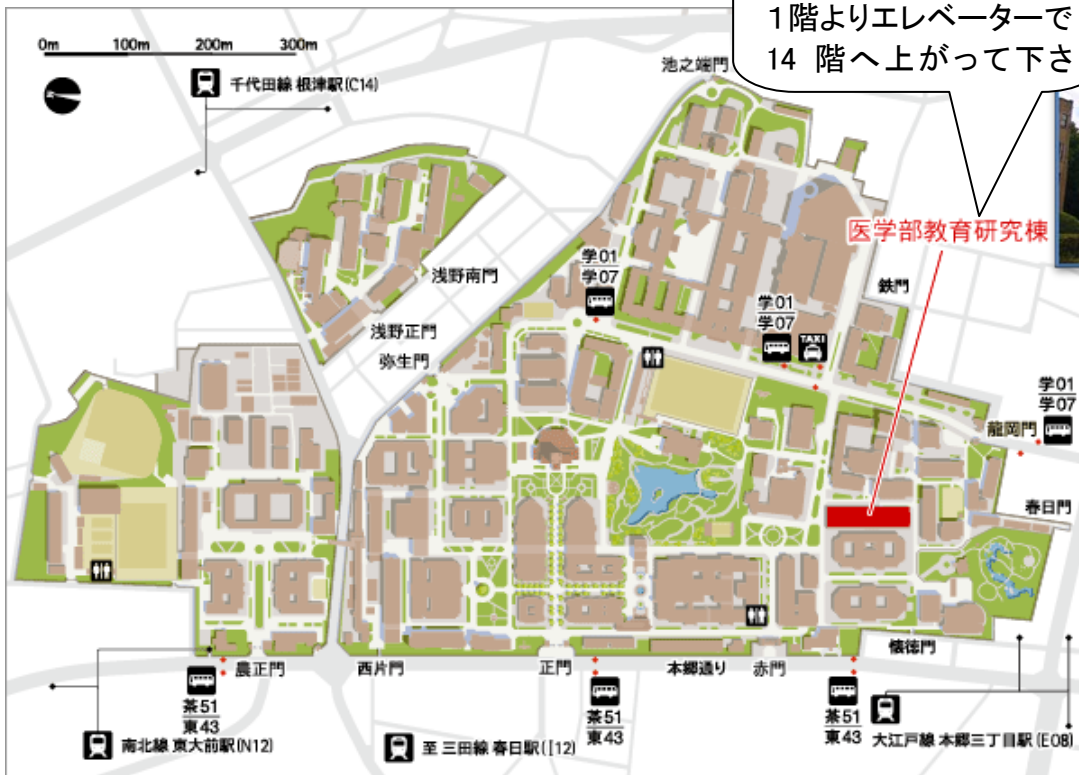 1階よりエレベーターで
14 階へ上がって下さ
0m 100m 200m 300m
千代田線 根津駅(C14)
池之端門
医学部教育研究棟
鉄門
学01
学07
学01
学07
TAXI
学01
学07
龍岡門
春日門
浅野南門
浅野正門
弥生門
農正門
西片門
正門
本郷通り
赤門
懐徳門
茶51
東43
茶51
東43
茶51
東43
南北線 東大前駅(N12)
至 三田線 春日駅(I12)
大江戸線 本郷三丁目駅(E08)